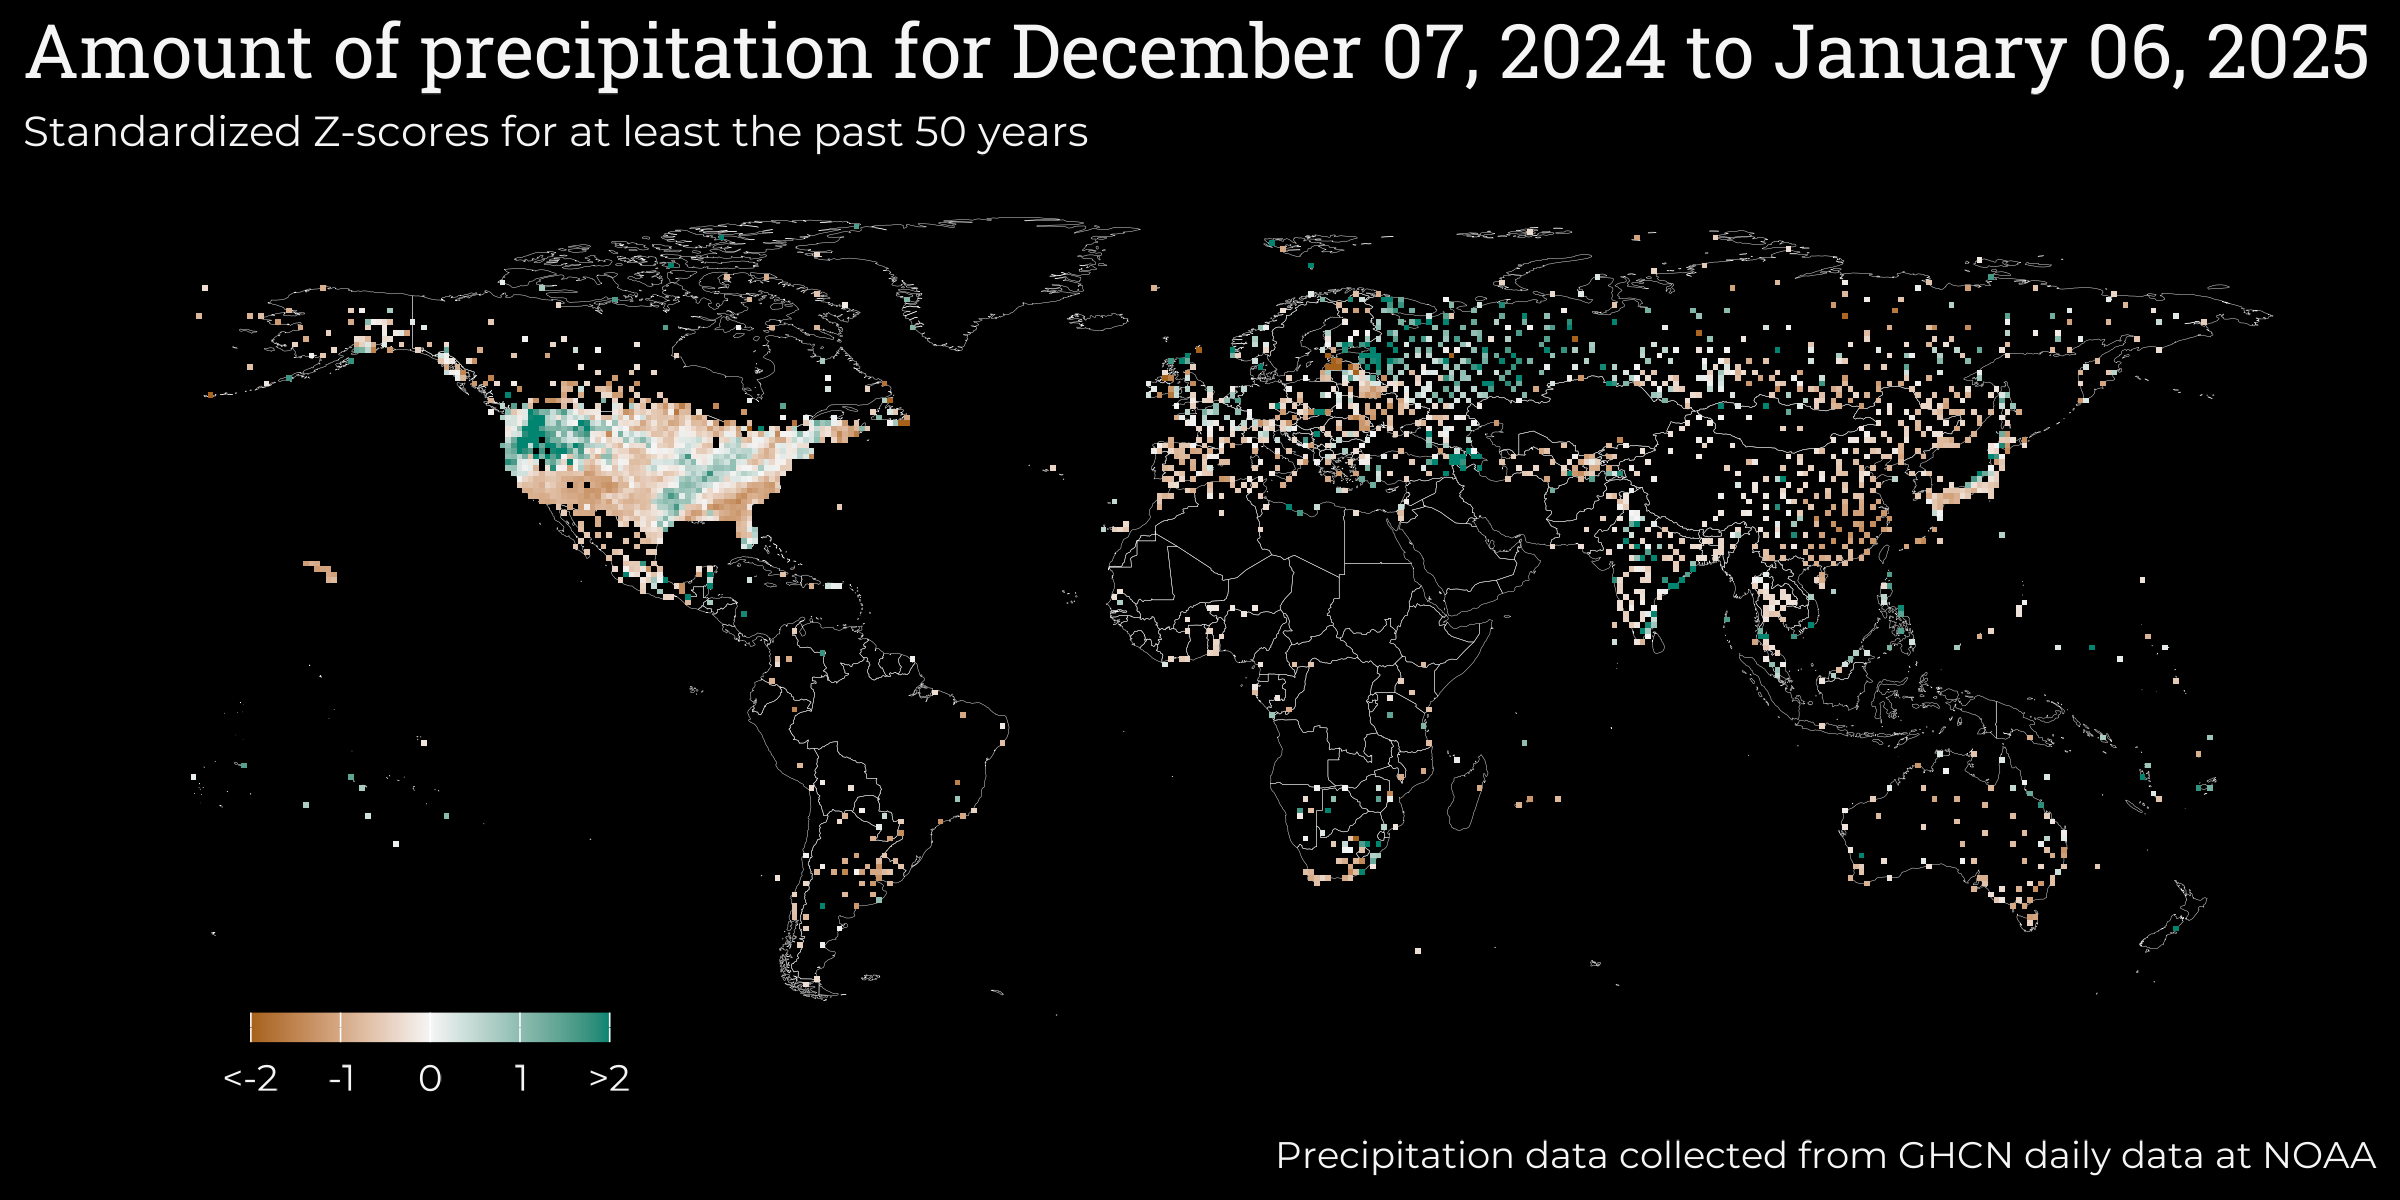 Amount of precipitation for December 07, 2024 to January 06, 2025
Standardized Z-scores for at least the past 50 years
<-2 -1 0 1 >2
Precipitation data collected from GHCN daily data at NOAA